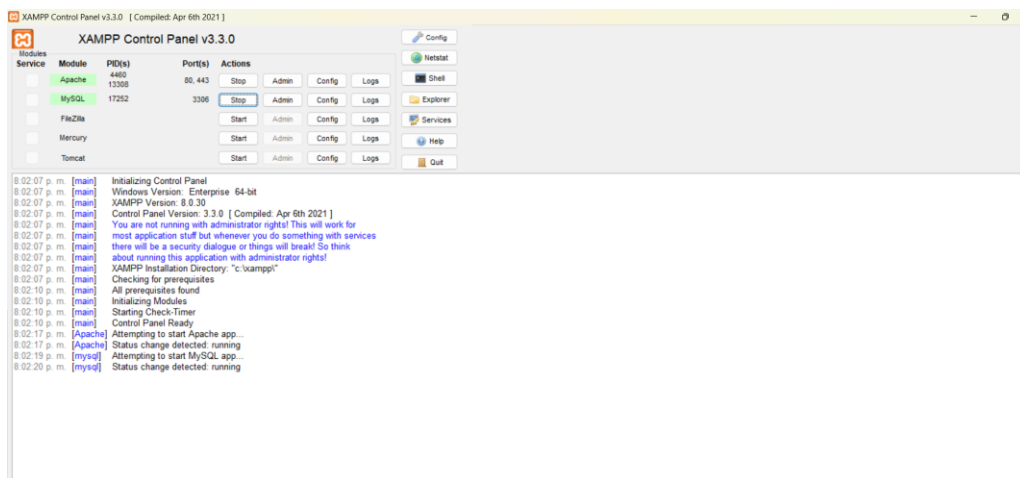 XAMPP Control Panel v3.3.0 [ Compiled: Apr 6th 2021 ]
XAMPP Control Panel v3.3.0
Modules
Service Module PID(s) Port(s) Actions
Apache 4460 13308 80, 443 Stop Admin Config Logs
MySQL 17252 3306 Stop Admin Config Logs
FileZilla Start Admin Config Logs
Mercury Start Admin Config Logs
Tomcat Start Admin Config Logs
Config
Netstat
Shell
Explorer
Services
Help
Quit
8:02:07 p. m. [main] Initializing Control Panel
8:02:07 p. m. [main] Windows Version: Enterprise 64-bit
8:02:07 p. m. [main] XAMPP Version: 8.0.30
8:02:07 p. m. [main] Control Panel Version: 3.3.0 [ Compiled: Apr 6th 2021 ]
8:02:07 p. m. [main] You are not running with administrator rights! This will work for
8:02:07 p. m. [main] most application stuff but whenever you do something with services
8:02:07 p. m. [main] there will be a security dialogue or things will break! So think
8:02:07 p. m. [main] about running this application with administrator rights!
8:02:07 p. m. [main] XAMPP Installation Directory: "c:\xampp\"
8:02:07 p. m. [main] Checking for prerequisites
8:02:10 p. m. [main] All prerequisites found
8:02:10 p. m. [main] Initializing Modules
8:02:10 p. m. [main] Starting Check-Timer
8:02:10 p. m. [main] Control Panel Ready
8:02:17 p. m. [Apache] Attempting to start Apache app...
8:02:17 p. m. [Apache] Status change detected: running
8:02:19 p. m. [mysql] Attempting to start MySQL app...
8:02:20 p. m. [mysql] Status change detected: running